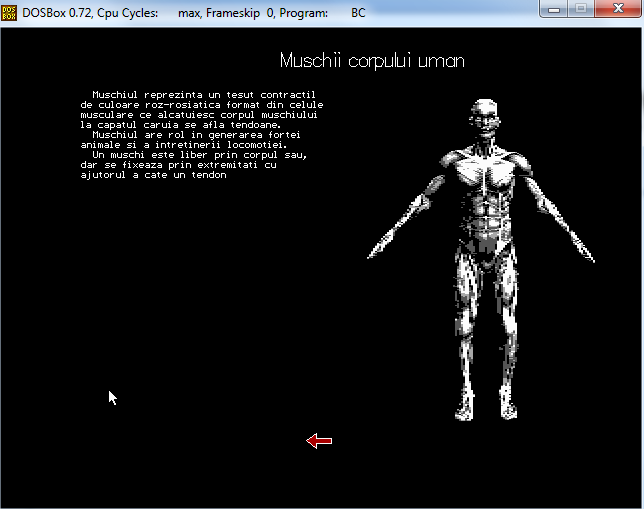 DOS
BOX
DOSBox 0.72, Cpu Cycles: max, Frameskip 0, Program: BC
Muschii corpului uman
Muschiul reprezinta un tesut contractil
de culoare roz-rosiatica format din celule
musculare ce alcatuiesc corpul muschiului
la capatul caruia se afla tendoane.
Muschiul are rol in generarea fortei
animale si a intretinerii locomotiei.
Un muschi este liber prin corpul sau,
dar se fixeaza prin extremitati cu
ajutorul a cate un tendon